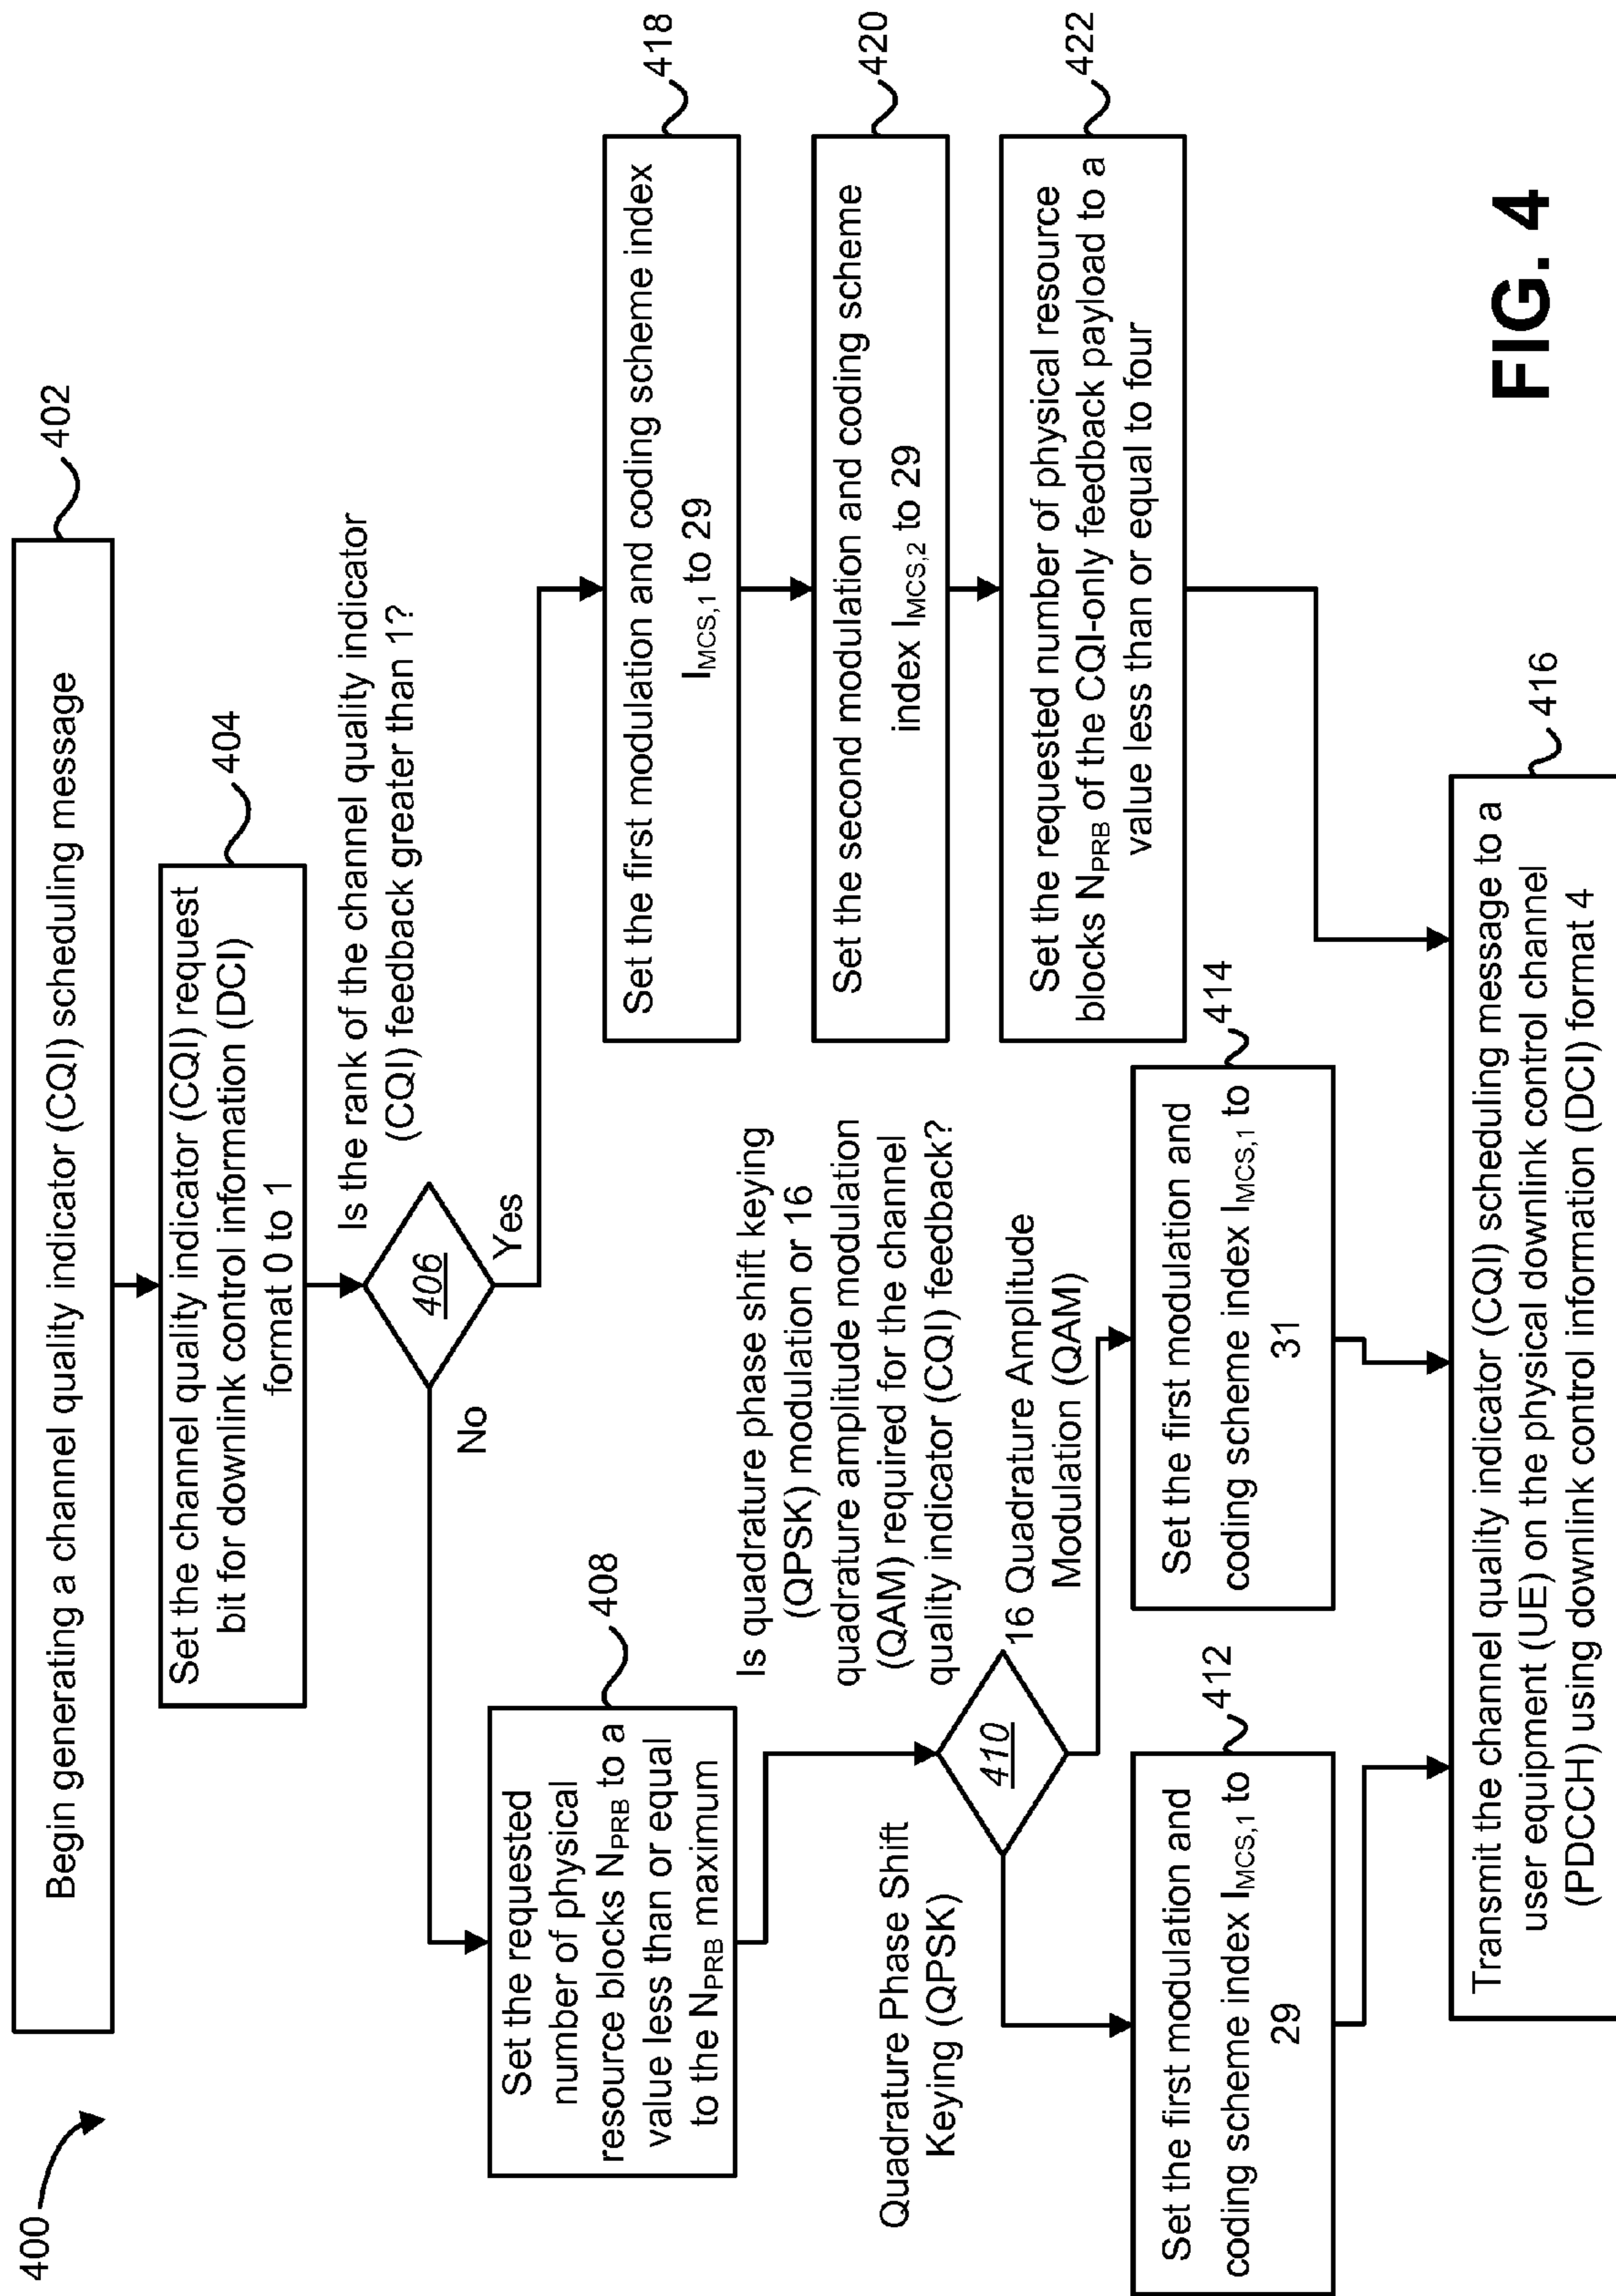 400
Begin generating a channel quality indicator (CQI) scheduling message
402
Set the channel quality indicator (CQI) request
bit for downlink control information (DCI)
format 0 to 1
404
Is the rank of the channel quality indicator
(CQI) feedback greater than 1?
406
No
Yes
Set the requested
number of physical
resource blocks NPRB to a
value less than or equal
to the NPRB maximum
408
Is quadrature phase shift keying
(QPSK) modulation or 16
quadrature amplitude modulation
(QAM) required for the channel
quality indicator (CQI) feedback?
410
Quadrature Phase Shift
Keying (QPSK)
16 Quadrature Amplitude
Modulation (QAM)
Set the first modulation and
coding scheme index IMCS,1 to
29
412
Set the first modulation and
coding scheme index IMCS,1 to
31
414
Set the first modulation and coding scheme index
IMCS,1 to 29
418
Set the second modulation and coding scheme
index IMCS,2 to 29
420
Set the requested number of physical resource
blocks NPRB of the CQI-only feedback payload to a
value less than or equal to four
422
Transmit the channel quality indicator (CQI) scheduling message to a
user equipment (UE) on the physical downlink control channel
(PDCCH) using downlink control information (DCI) format 4
416
FIG. 4